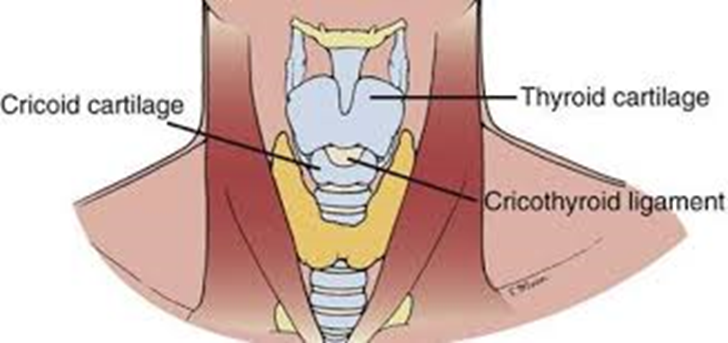 Cricoid cartilage
Thyroid cartilage
Cricothyroid ligament